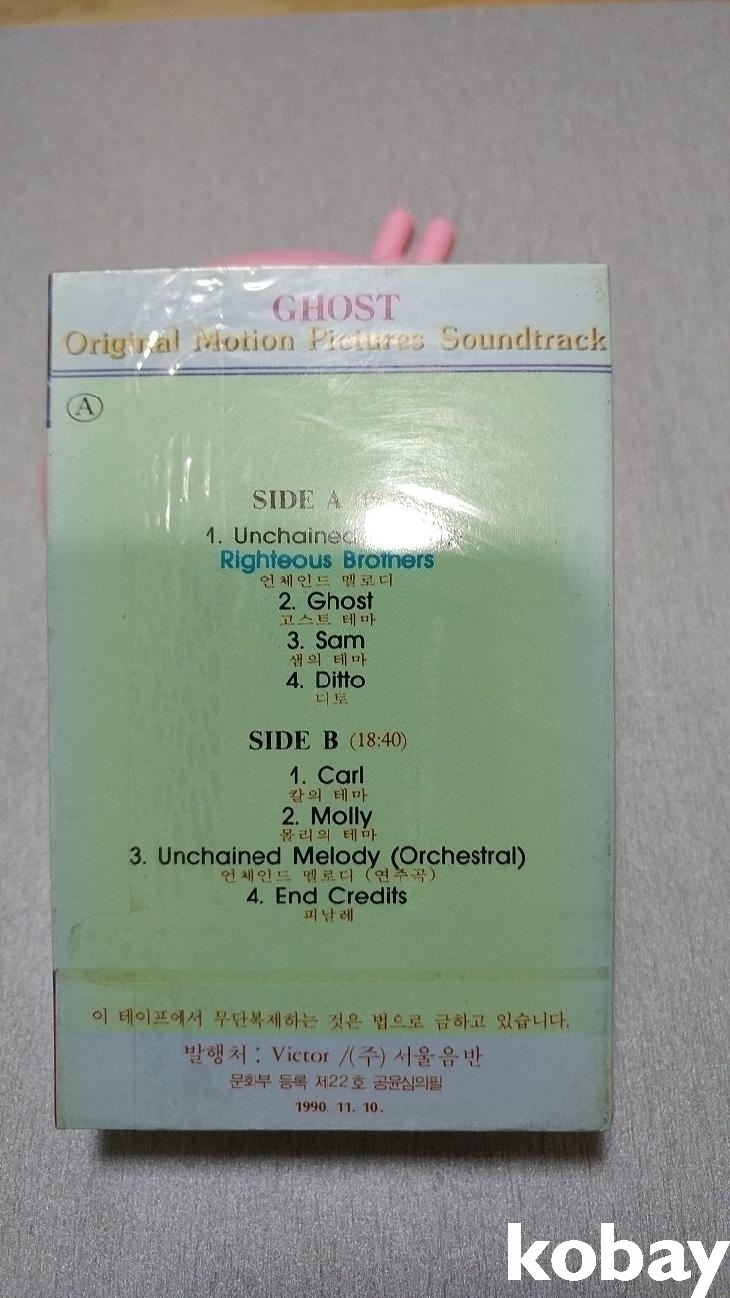 GHOST
Original Motion Pictures Soundtrack
A
SIDE A
1. Unchained
Righteous Brothers
언체인드 멜로디
2. Ghost
고스트 테마
3. Sam
샘의 테마
4. Ditto
디토
SIDE B (18:40)
1. Carl
칼의 테마
2. Molly
몰리의 테마
3. Unchained Melody (Orchestral)
언체인드 멜로디 (연주곡)
4. End Credits
피날레
이 테이프에서 무단복제하는 것은 법으로 금하고 있습니다.
발행처 : Victor /(주) 서울음반
문화부 등록 제22호 공윤심의필
1990. 11. 10.
kobay